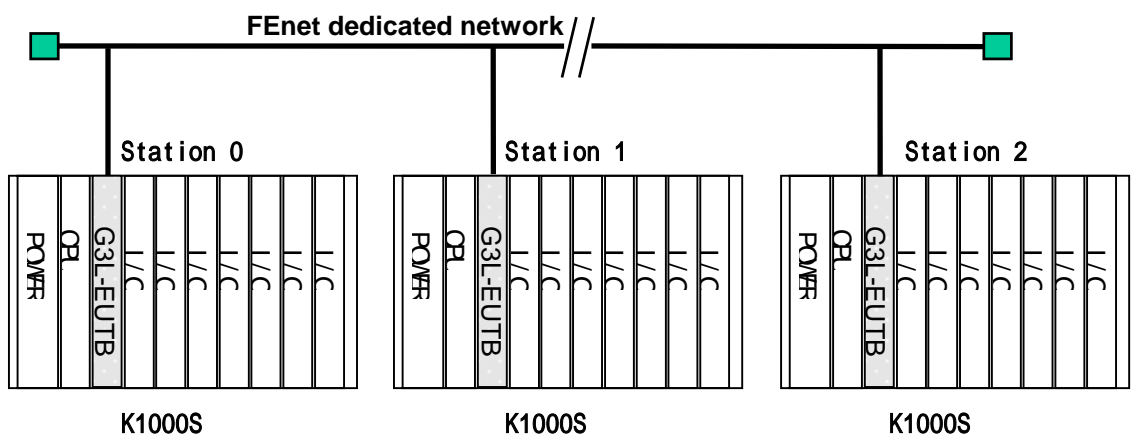 FEnet dedicated network
Station 0
Station 1
Station 2
POWER
CPU
G3L-EUTB
I/O
I/O
I/O
I/O
I/O
I/O
I/O
POWER
CPU
G3L-EUTB
I/O
I/O
I/O
I/O
I/O
I/O
I/O
POWER
CPU
G3L-EUTB
I/O
I/O
I/O
I/O
I/O
I/O
I/O
K1000S
K1000S
K1000S